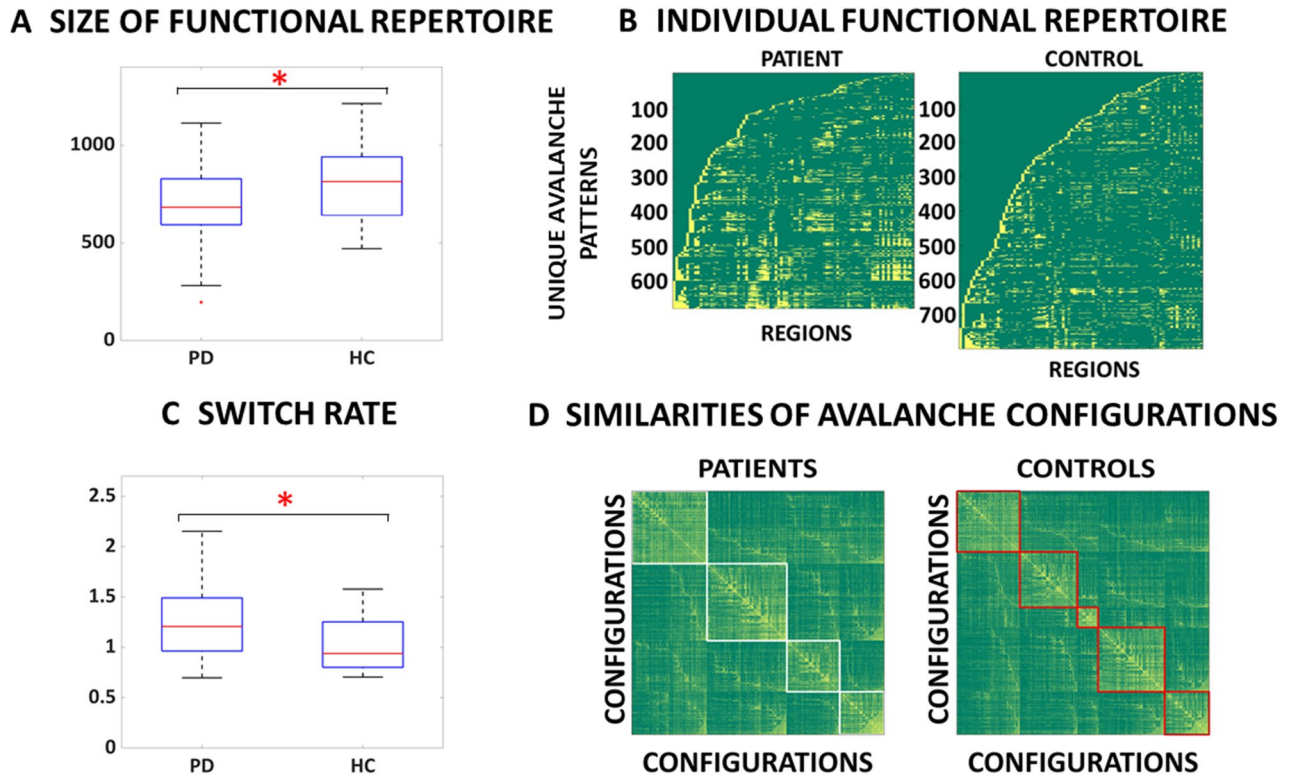 A SIZE OF FUNCTIONAL REPERTOIRE
*
1000
500
0
PD HC
B INDIVIDUAL FUNCTIONAL REPERTOIRE
PATIENT CONTROL
UNIQUE AVALANCHE
PATTERNS
100
200
300
400
500
600
REGIONS
100
200
300
400
500
600
700
REGIONS
C SWITCH RATE
*
2.5
2
1.5
1
0.5
0
PD HC
D SIMILARITIES OF AVALANCHE CONFIGURATIONS
PATIENTS CONTROLS
CONFIGURATIONS
CONFIGURATIONS
CONFIGURATIONS
CONFIGURATIONS